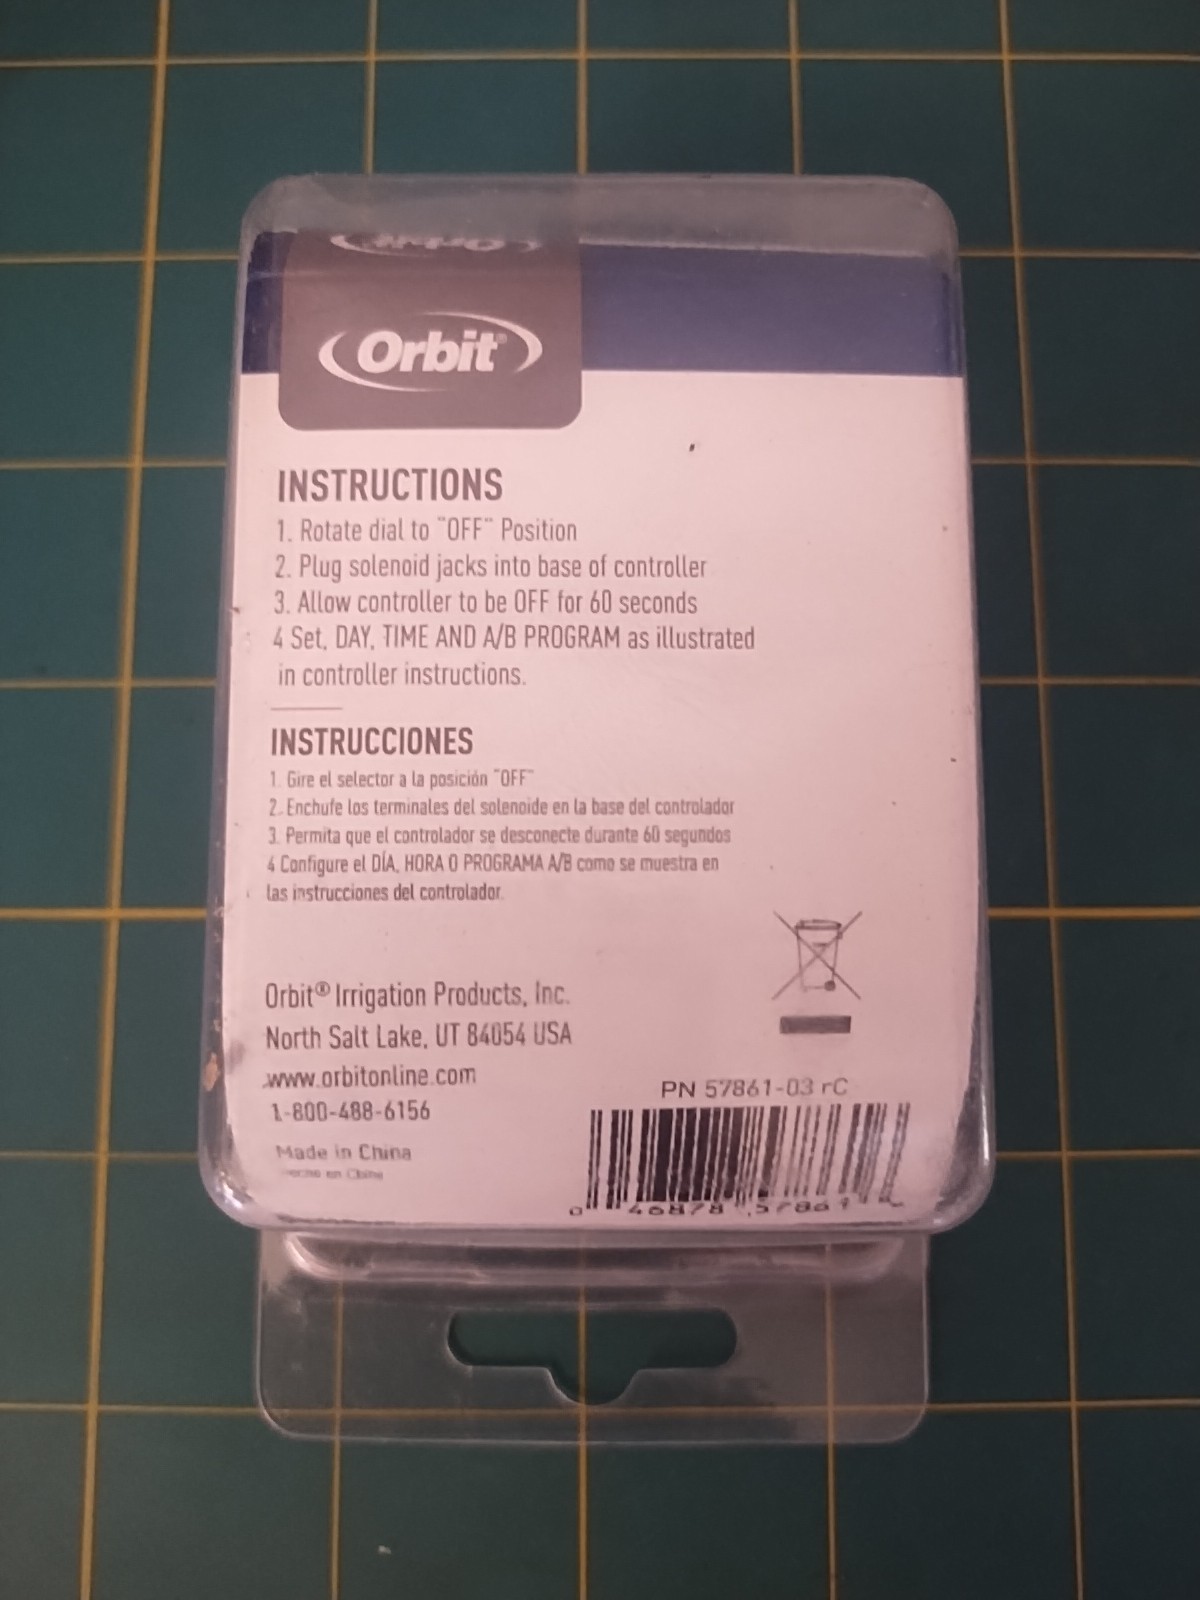 Orbit®
INSTRUCTIONS
1. Rotate dial to "OFF" Position
2. Plug solenoid jacks into base of controller
3. Allow controller to be OFF for 60 seconds
4 Set, DAY, TIME AND A/B PROGRAM as illustrated
in controller instructions.
INSTRUCCIONES
1. Gire el selector a la posición "OFF"
2. Enchufe los terminales del solenoide en la base del controlador
3. Permita que el controlador se desconecte durante 60 segundos
4 Configure el DÍA, HORA O PROGRAMA A/B como se muestra en
las instrucciones del controlador.
Orbit® Irrigation Products, Inc.
North Salt Lake, UT 84054 USA
www.orbitonline.com
1-800-488-6156
Made in China
en China
PN 57861-03 rC
0 46878 57861